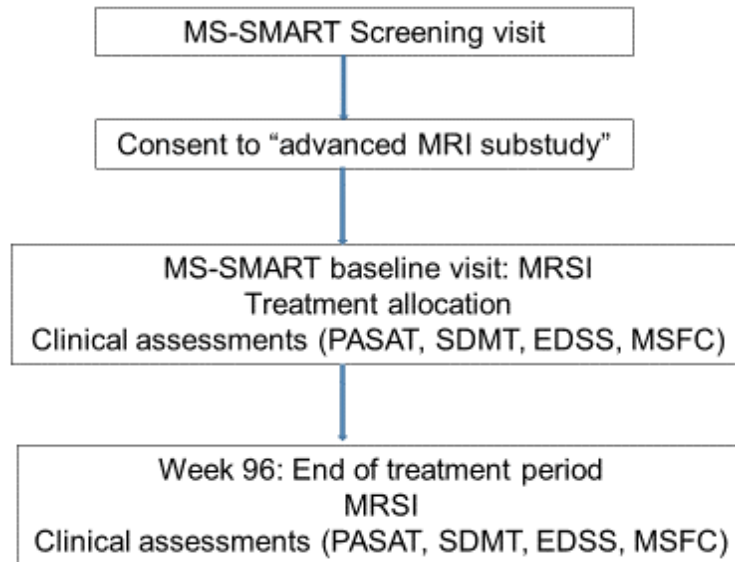 MS-SMART Screening visit
Consent to “advanced MRI substudy”
MS-SMART baseline visit: MRSI
Treatment allocation
Clinical assessments (PASAT, SDMT, EDSS, MSFC)
Week 96: End of treatment period
MRSI
Clinical assessments (PASAT, SDMT, EDSS, MSFC)